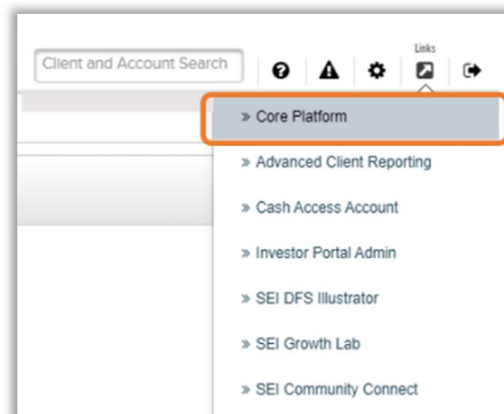 Links
Client and Account Search
» Core Platform
» Advanced Client Reporting
» Cash Access Account
» Investor Portal Admin
» SEI DFS Illustrator
» SEI Growth Lab
» SEI Community Connect